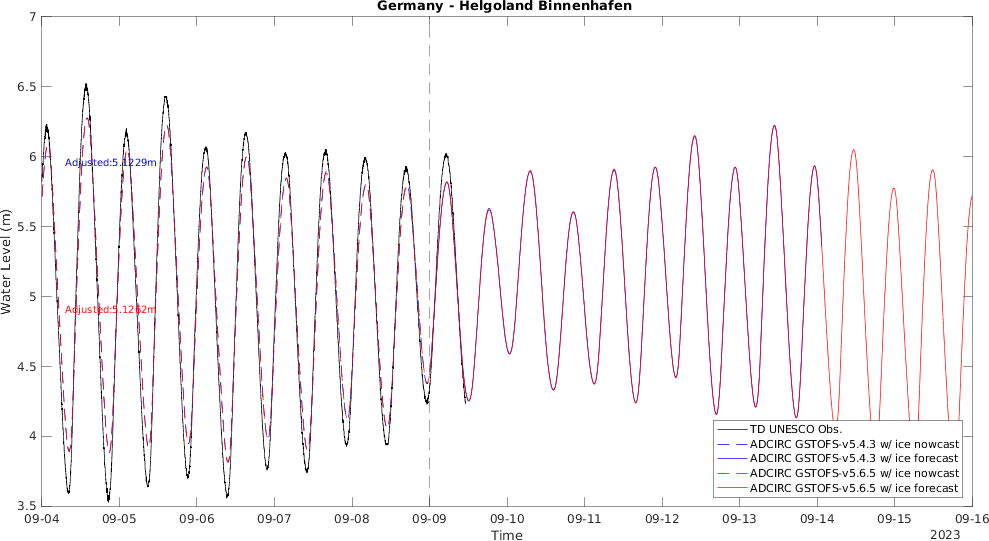 Germany - Helgoland Binnenhafen
7
6.5
6
5.5
5
4.5
4
3.5
Water Level (m)
Adjusted:5.1229m
Adjusted:5.1262m
TD UNESCO Obs.
ADCIRC GSTOFS-v5.4.3 w/ ice nowcast
ADCIRC GSTOFS-v5.4.3 w/ ice forecast
ADCIRC GSTOFS-v5.6.5 w/ ice nowcast
ADCIRC GSTOFS-v5.6.5 w/ ice forecast
09-04 09-05 09-06 09-07 09-08 09-09 09-10 09-11 09-12 09-13 09-14 09-15 09-16
Time
2023